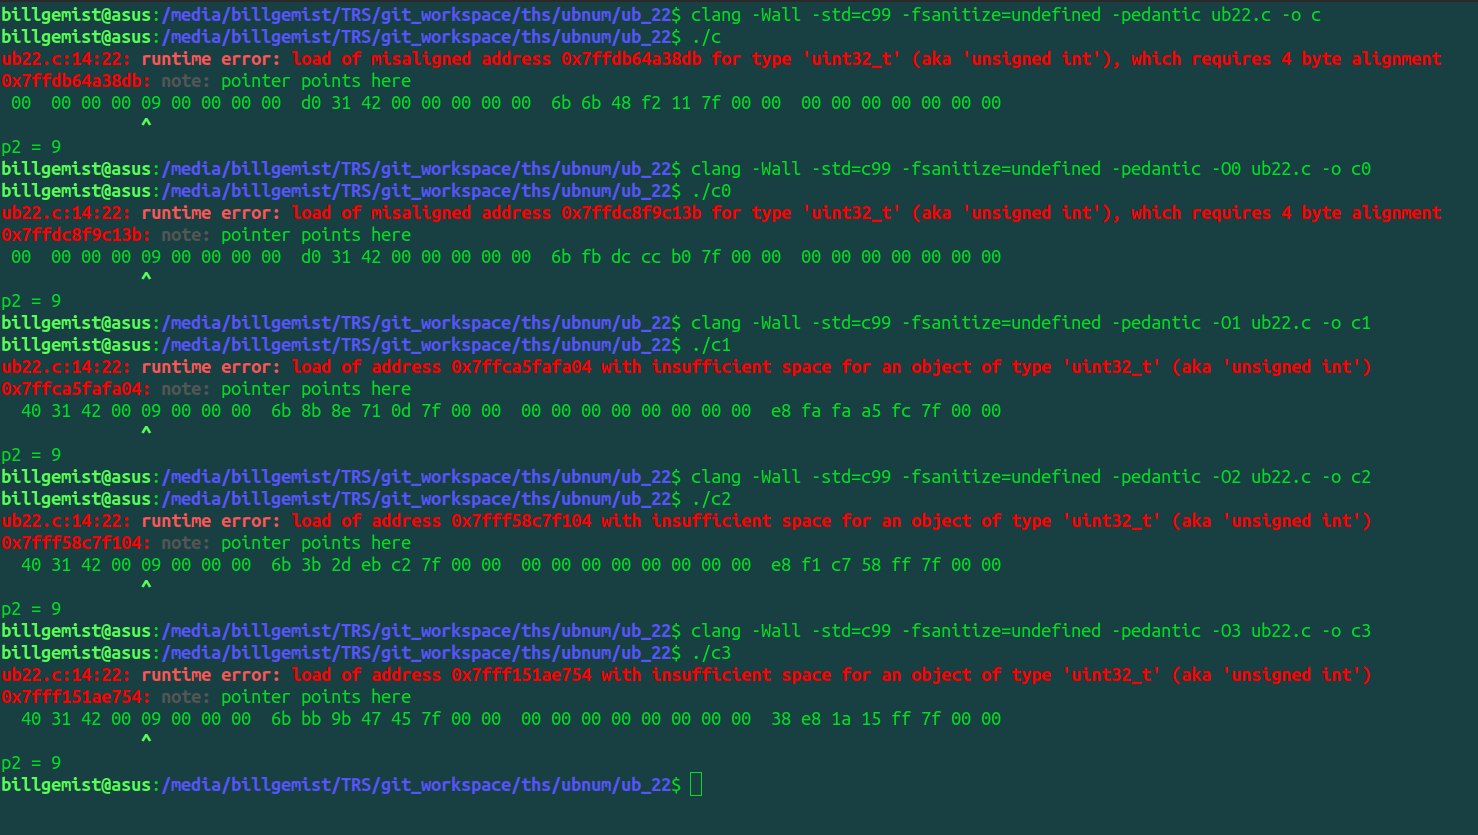 billgemist@asus:/media/billgemist/TRS/git_workspace/ths/ubnum/ub_22$ clang -Wall -std=c99 -fsanitize=undefined -pedantic ub22.c -o c
billgemist@asus:/media/billgemist/TRS/git_workspace/ths/ubnum/ub_22$ ./c
ub22.c:14:22: runtime error: load of misaligned address 0x7ffdb64a38db for type 'uint32_t' (aka 'unsigned int'), which requires 4 byte alignment
0x7ffdb64a38db: note: pointer points here
 00  00 00 00 09 00 00 00 00  d0 31 42 00 00 00 00 00  6b 6b 48 f2 11 7f 00 00  00 00 00 00 00 00 00
              ^
p2 = 9
billgemist@asus:/media/billgemist/TRS/git_workspace/ths/ubnum/ub_22$ clang -Wall -std=c99 -fsanitize=undefined -pedantic -O0 ub22.c -o c0
billgemist@asus:/media/billgemist/TRS/git_workspace/ths/ubnum/ub_22$ ./c0
ub22.c:14:22: runtime error: load of misaligned address 0x7ffdc8f9c13b for type 'uint32_t' (aka 'unsigned int'), which requires 4 byte alignment
0x7ffdc8f9c13b: note: pointer points here
 00  00 00 00 09 00 00 00 00  d0 31 42 00 00 00 00 00  6b fb dc cc b0 7f 00 00  00 00 00 00 00 00 00
              ^
p2 = 9
billgemist@asus:/media/billgemist/TRS/git_workspace/ths/ubnum/ub_22$ clang -Wall -std=c99 -fsanitize=undefined -pedantic -O1 ub22.c -o c1
billgemist@asus:/media/billgemist/TRS/git_workspace/ths/ubnum/ub_22$ ./c1
ub22.c:14:22: runtime error: load of address 0x7ffca5fafa04 with insufficient space for an object of type 'uint32_t' (aka 'unsigned int')
0x7ffca5fafa04: note: pointer points here
  40 31 42 00 09 00 00 00  6b 8b 8e 71 0d 7f 00 00  00 00 00 00 00 00 00 00  e8 fa fa a5 fc 7f 00 00
              ^
p2 = 9
billgemist@asus:/media/billgemist/TRS/git_workspace/ths/ubnum/ub_22$ clang -Wall -std=c99 -fsanitize=undefined -pedantic -O2 ub22.c -o c2
billgemist@asus:/media/billgemist/TRS/git_workspace/ths/ubnum/ub_22$ ./c2
ub22.c:14:22: runtime error: load of address 0x7fff58c7f104 with insufficient space for an object of type 'uint32_t' (aka 'unsigned int')
0x7fff58c7f104: note: pointer points here
  40 31 42 00 09 00 00 00  6b 3b 2d eb c2 7f 00 00  00 00 00 00 00 00 00 00  e8 f1 c7 58 ff 7f 00 00
              ^
p2 = 9
billgemist@asus:/media/billgemist/TRS/git_workspace/ths/ubnum/ub_22$ clang -Wall -std=c99 -fsanitize=undefined -pedantic -O3 ub22.c -o c3
billgemist@asus:/media/billgemist/TRS/git_workspace/ths/ubnum/ub_22$ ./c3
ub22.c:14:22: runtime error: load of address 0x7fff151ae754 with insufficient space for an object of type 'uint32_t' (aka 'unsigned int')
0x7fff151ae754: note: pointer points here
  40 31 42 00 09 00 00 00  6b bb 9b 47 45 7f 00 00  00 00 00 00 00 00 00 00  38 e8 1a 15 ff 7f 00 00
              ^
p2 = 9
billgemist@asus:/media/billgemist/TRS/git_workspace/ths/ubnum/ub_22$